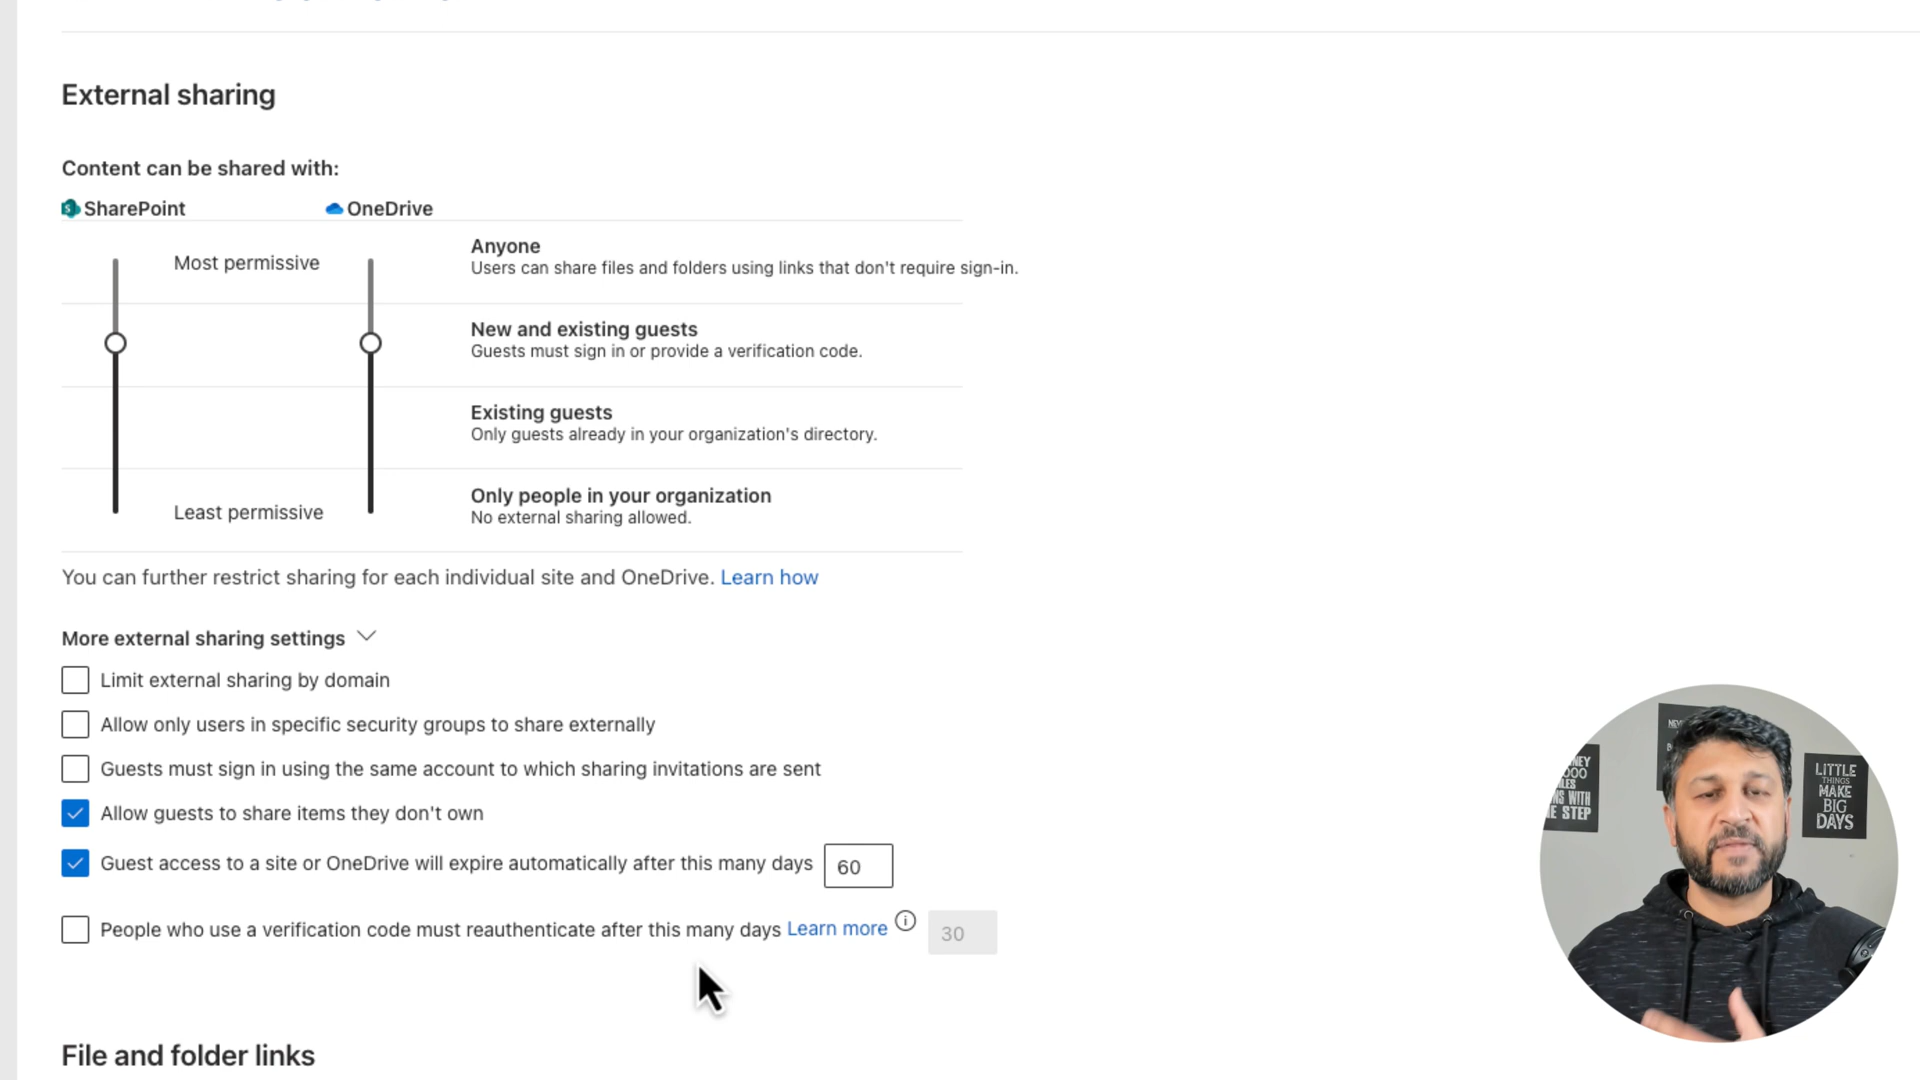 External sharing
Content can be shared with:
SharePoint
OneDrive
Most permissive
Anyone
Users can share files and folders using links that don't require sign-in.
New and existing guests
Guests must sign in or provide a verification code.
Existing guests
Only guests already in your organization's directory.
Least permissive
Only people in your organization
No external sharing allowed.
You can further restrict sharing for each individual site and OneDrive. Learn how
More external sharing settings
Limit external sharing by domain
Allow only users in specific security groups to share externally
Guests must sign in using the same account to which sharing invitations are sent
Allow guests to share items they don't own
Guest access to a site or OneDrive will expire automatically after this many days 60
People who use a verification code must reauthenticate after this many days Learn more 30
File and folder links
WITH
STEP
LITTLE
THINGS
MAKE
BIG
DAYS